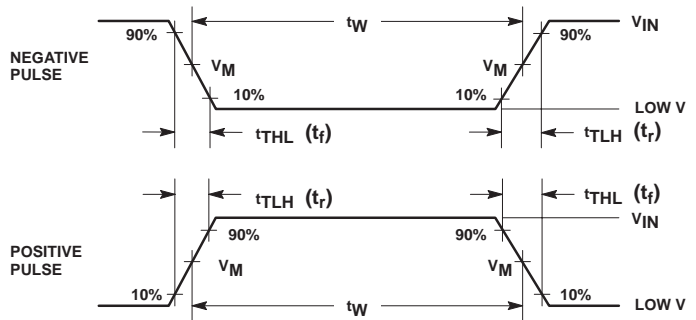 tW
VIN
90%
90%
NEGATIVE
PULSE
VM
VM
10%
10%
LOW V
tTHL (tf)
tTLH (tr)
tTLH (tr)
tTHL (tf)
VIN
90%
90%
POSITIVE
PULSE
VM
VM
10%
10%
tW
LOW V